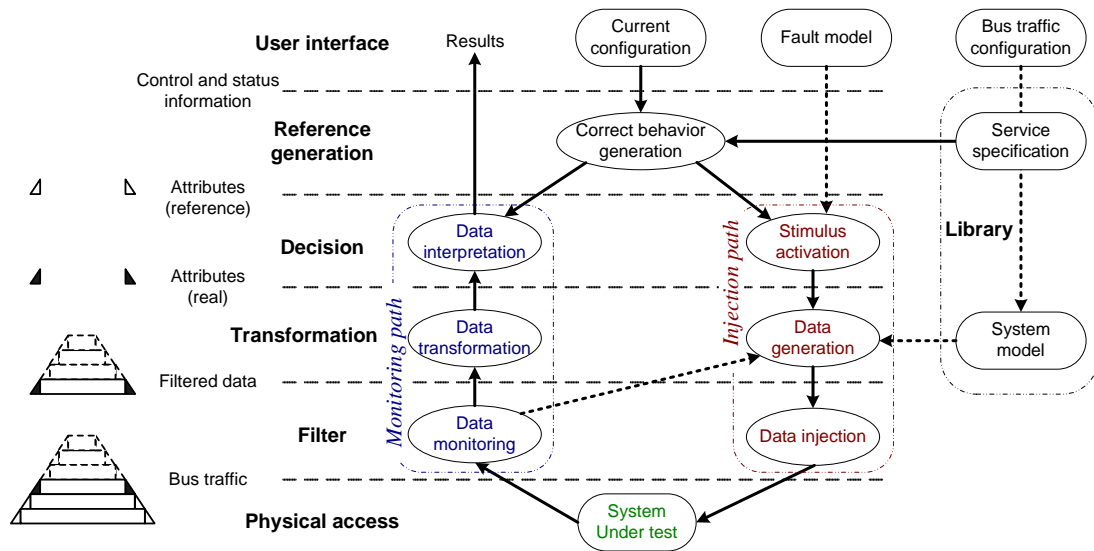 User interface
Results
Current
configuration
Fault model
Bus traffic
configuration
Control and status
information
Reference
generation
Correct behavior
generation
Service
specification
Attributes
(reference)
Decision
Data
interpretation
Stimulus
activation
Library
Attributes
(real)
Monitoring path
Injection path
Transformation
Data
transformation
Data
generation
System
model
Filtered data
Filter
Data
monitoring
Data injection
Bus traffic
Physical access
System
Under test